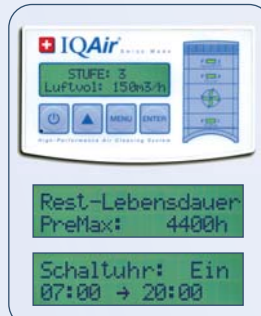 IQAir Swiss Made
STUFE: 3
Luftvol: 150m3/h
MENU ENTER
High-Performance Air Cleaning System
Rest-Lebensdauer
PreMax: 4400h
Schaltuhr: Ein
07:00 → 20:00